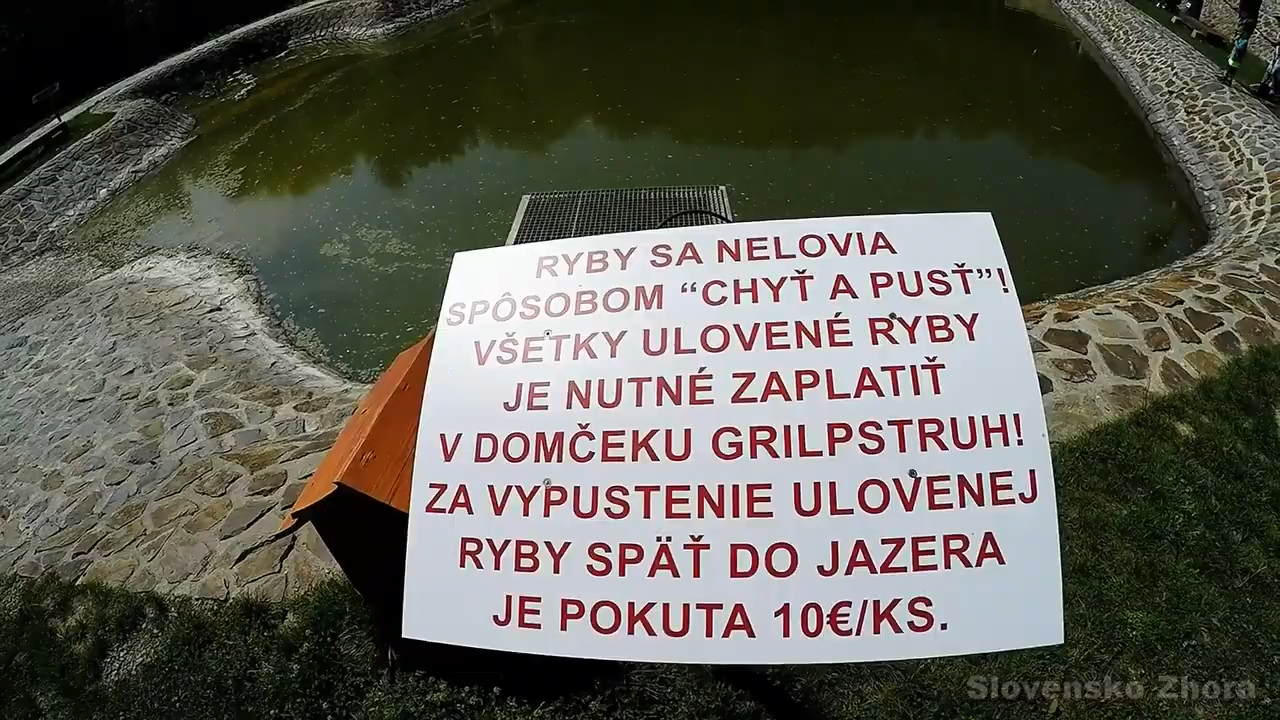 RYBY SA NELOVIA
SPÔSOBOM “CHYŤ A PUSŤ”!
VŠETKY ULOVENÉ RYBY
JE NUTNÉ ZAPLATIŤ
V DOMČEKU GRILPSTRUH!
ZA VYPUSTENIE ULOVENEJ
RYBY SPÄŤ DO JAZERA
JE POKUTA 10€/KS.
Slovensko Zhora